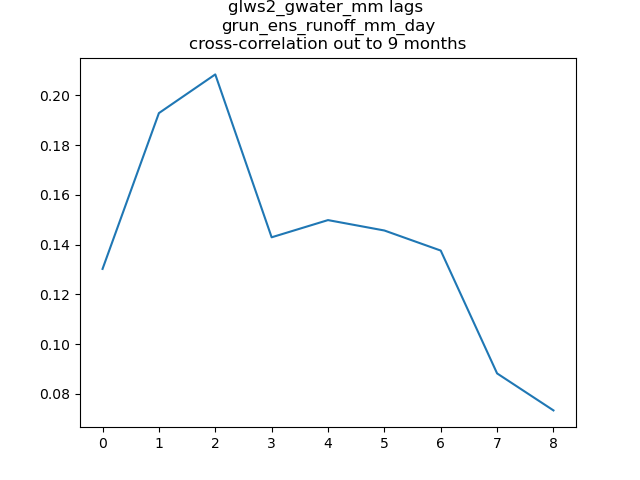 glws2_gwater_mm lags
grun_ens_runoff_mm_day
cross-correlation out to 9 months
0.20
0.18
0.16
0.14
0.12
0.10
0.08
0 1 2 3 4 5 6 7 8